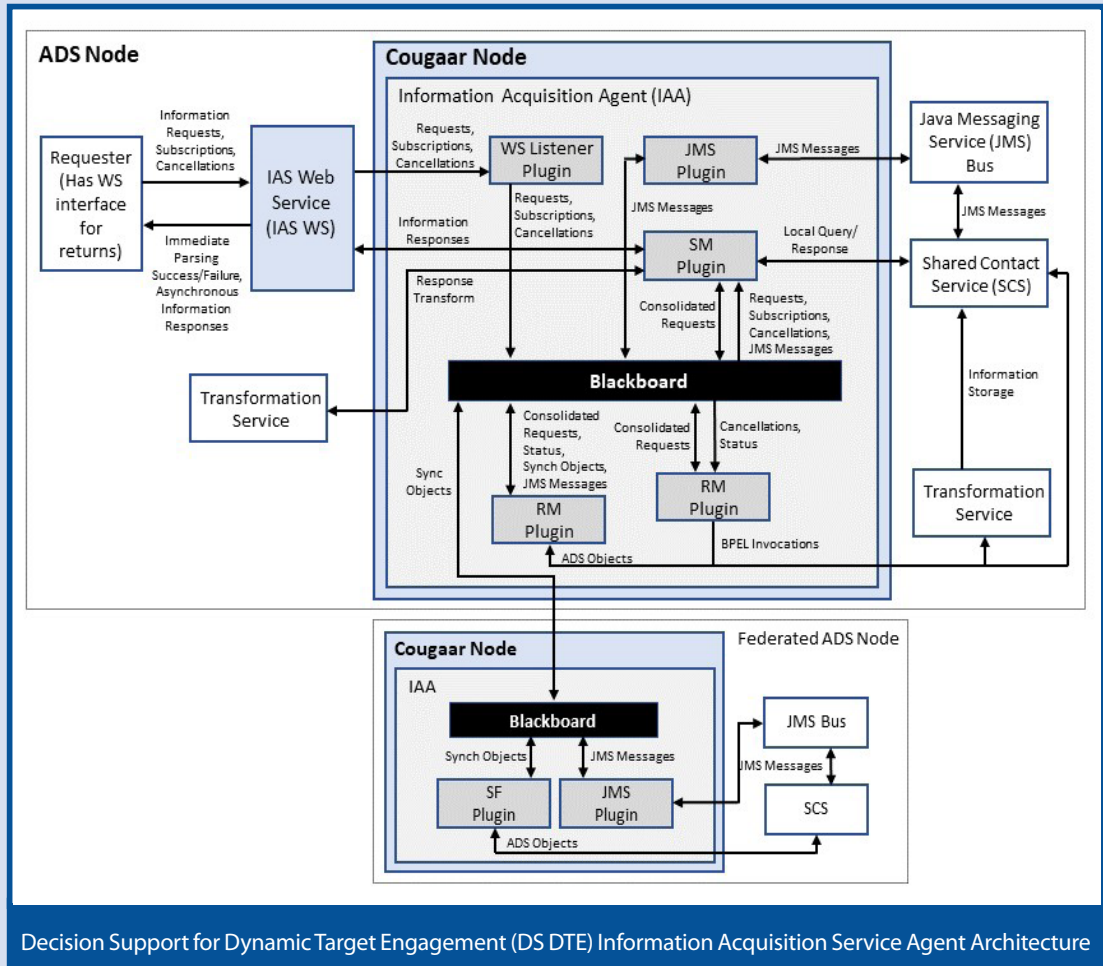 ADS Node
Cougaar Node
Information Acquisition Agent (IAA)
Information
Requests,
Subscriptions,
Cancellations
Requester
(Has WS
interface
for
returns)
Immediate
Parsing
Success/Failure,
Asynchronous
Information
Responses
IAS Web
Service
(IAS WS)
Requests,
Subscriptions,
Cancellations
WS Listener
Plugin
Requests,
Subscriptions,
Cancellations
JMS
Plugin
JMS Messages
JMS Messages
Java Messaging
Service (JMS)
Bus
JMS Messages
Information
Responses
SM
Plugin
Local Query/
Response
Shared Contact
Service (SCS)
Response
Transform
Consolidated
Requests
Requests,
Subscriptions,
Cancellations,
JMS Messages
Blackboard
Information
Storage
Transformation
Service
Sync
Objects
Consolidated
Requests,
Status,
Synch Objects,
JMS Messages
Consolidated
Requests
Cancellations,
Status
RM
Plugin
RM
Plugin
Transformation
Service
BPEL Invocations
ADS Objects
Cougaar Node
Federated ADS Node
IAA
Blackboard
Synch Objects
JMS Messages
SF
Plugin
JMS
Plugin
JMS Bus
JMS Messages
SCS
ADS Objects
Decision Support for Dynamic Target Engagement (DS DTE) Information Acquisition Service Agent Architecture